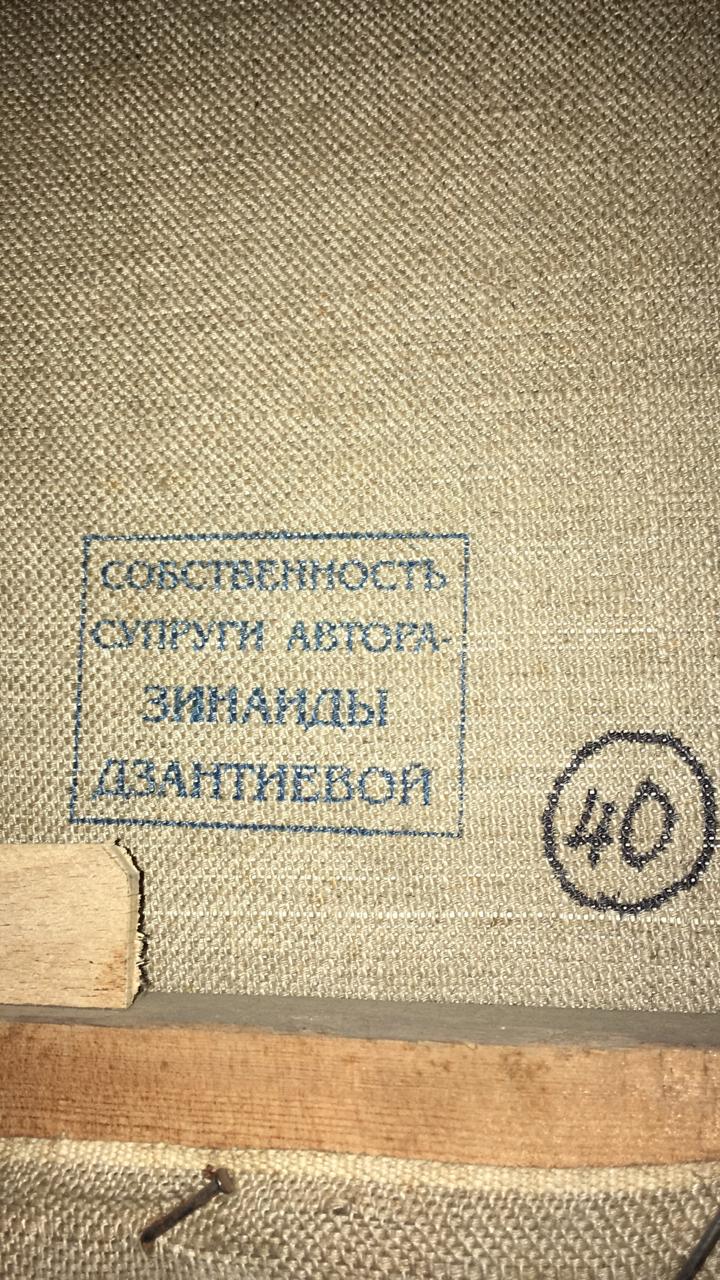 СОБСТВЕННОСТЬ
СУПРУГИ АВТОРА-
ЗИНАИДЫ
ДЗАНТИЕВОЙ
40